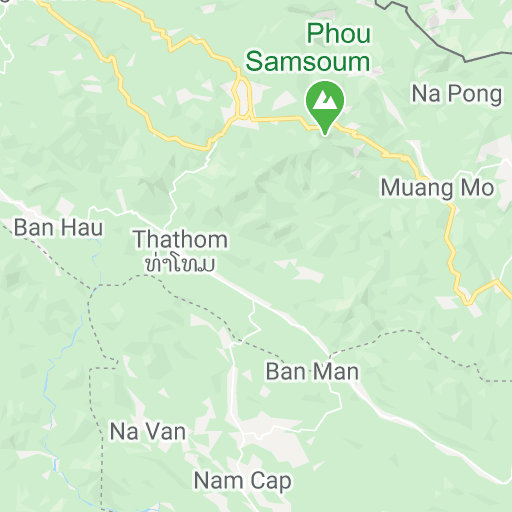 Phou
Samsoum
Na Pong
Muang Mo
Ban Hau
Thathom
ທ່າໂທມ
Ban Man
Na Van
Nam Cap